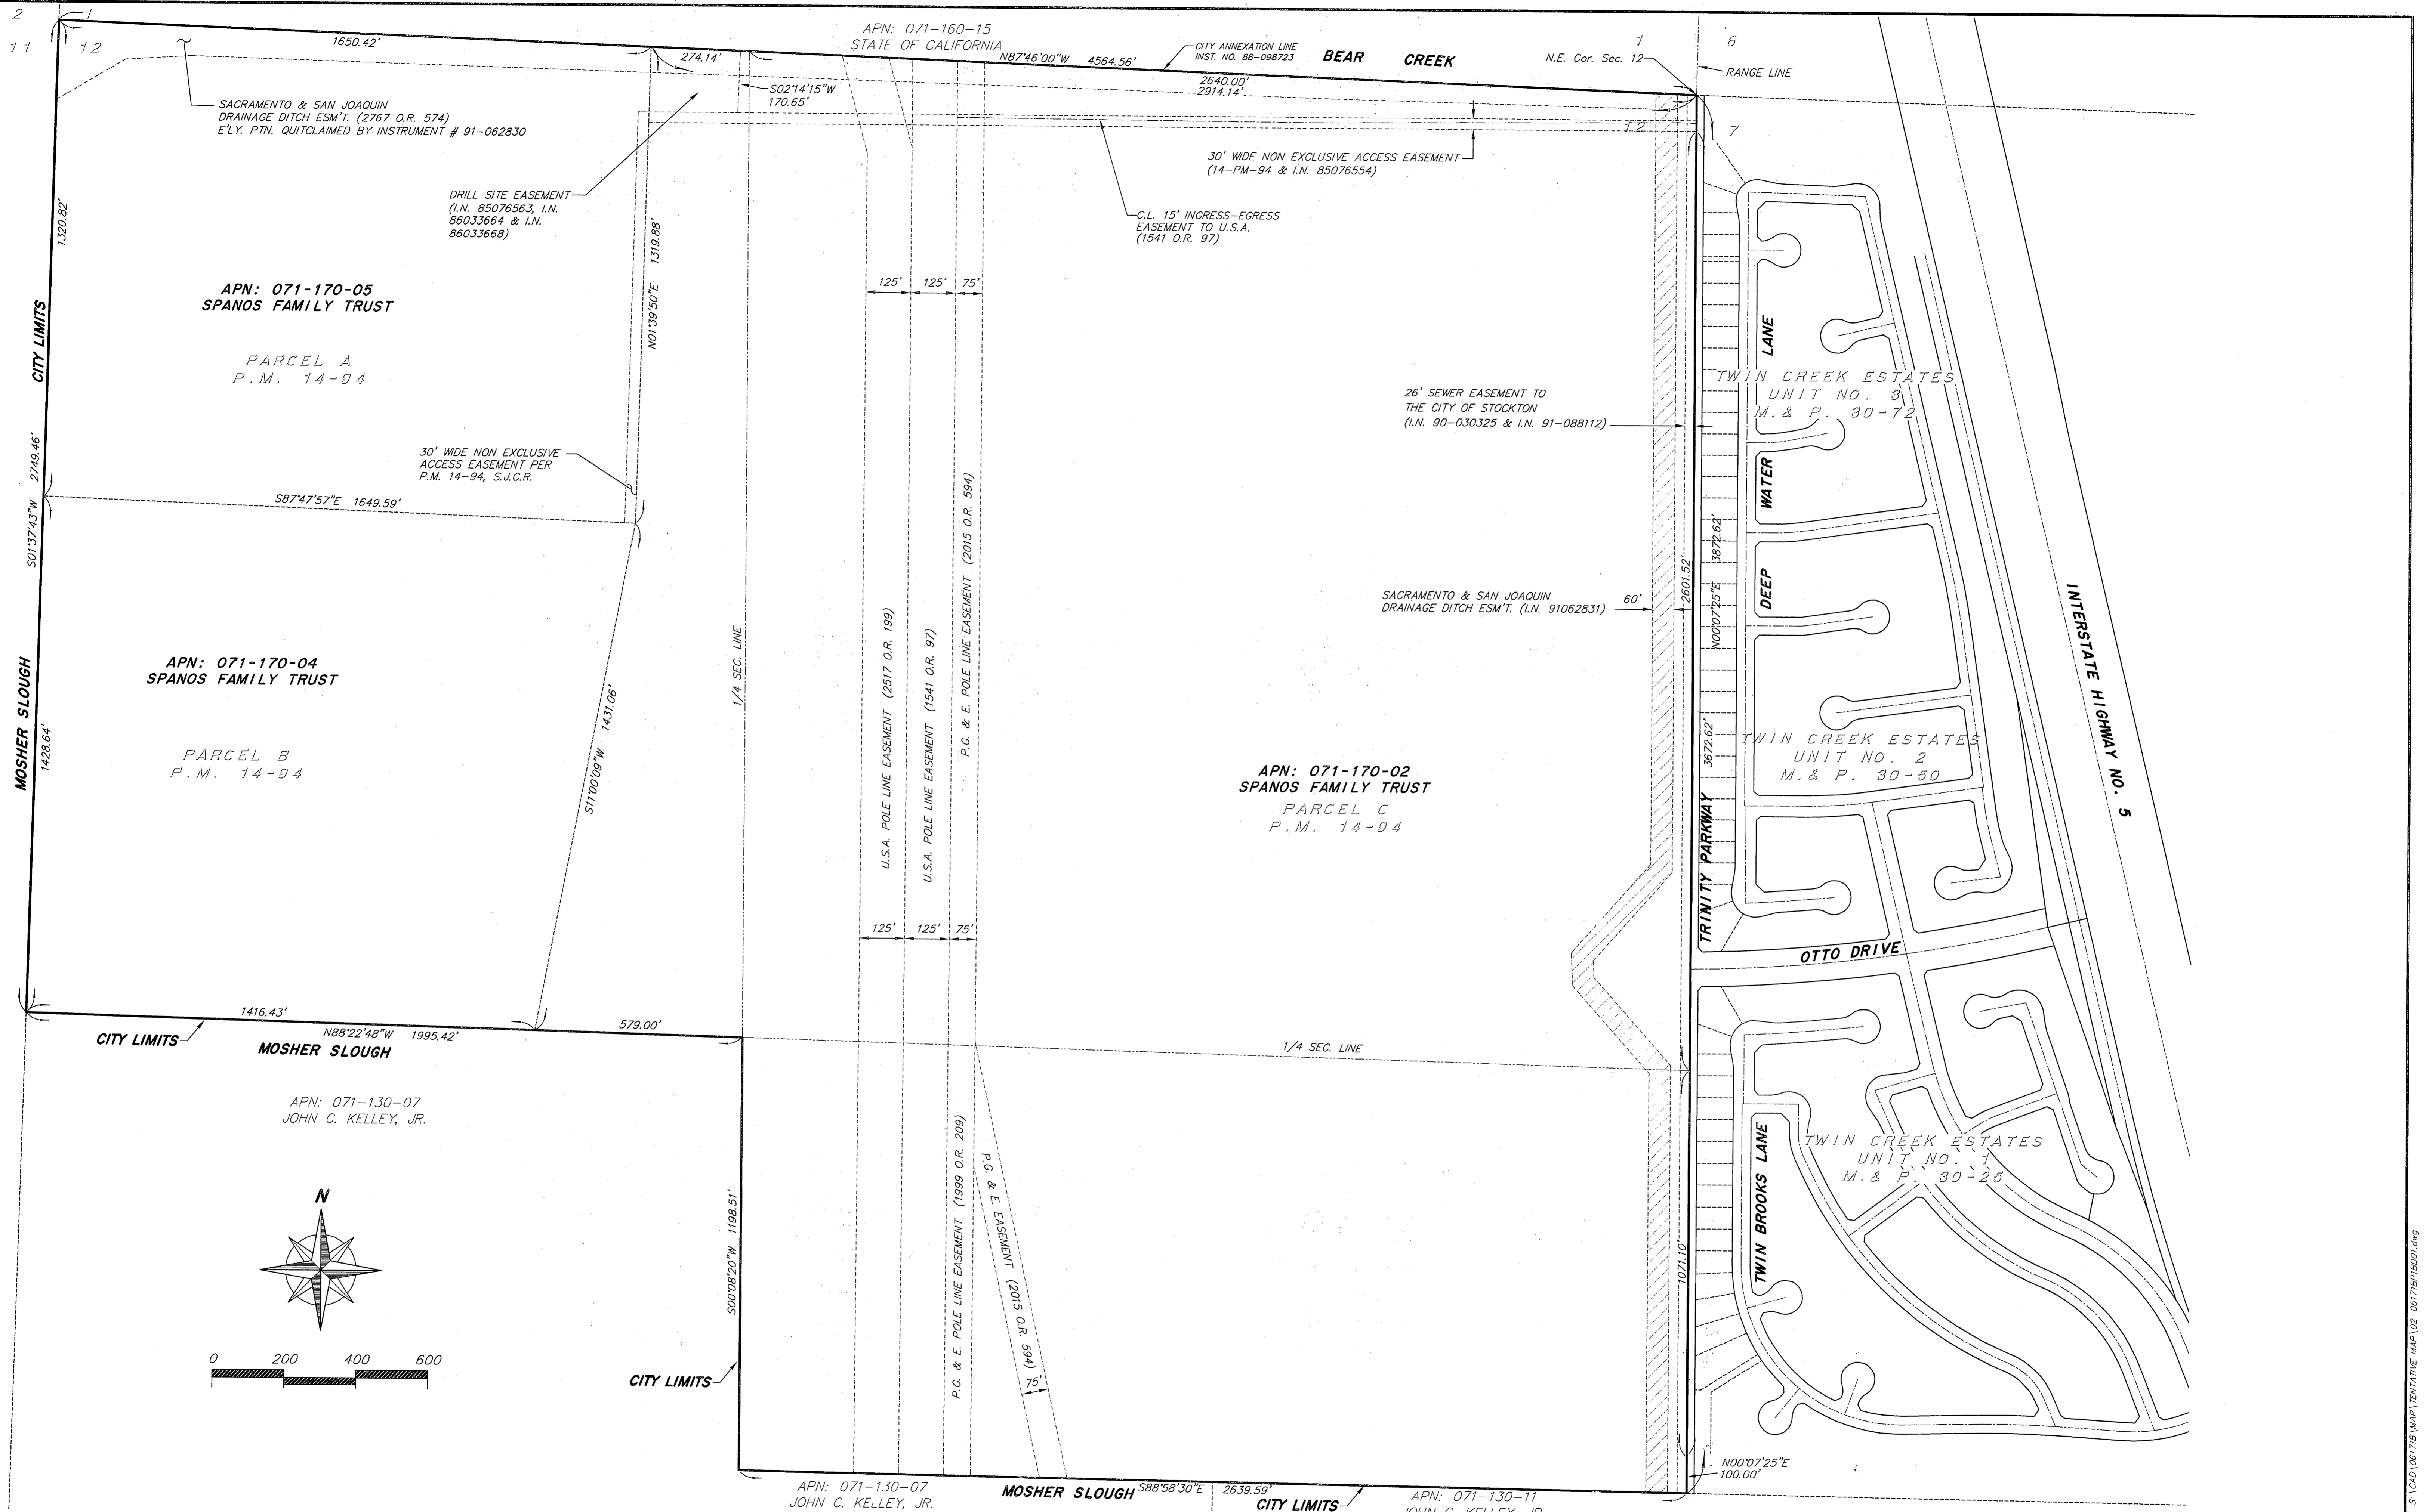 2
1
11
12
1650.42'
274.14'
APN: 071-160-15
STATE OF CALIFORNIA
N87°46'00"W 4564.56'
CITY ANNEXATION LINE
INST. NO. 88-098723
BEAR CREEK
2640.00'
2914.14'
N.E. Cor. Sec. 12
1
6
RANGE LINE
12
7
S02°14'15"W
170.65'
SACRAMENTO & SAN JOAQUIN
DRAINAGE DITCH ESM'T. (2767 O.R. 574)
E'LY. PTN. QUITCLAIMED BY INSTRUMENT # 91-062830
30' WIDE NON EXCLUSIVE ACCESS EASEMENT
(14-PM-94 & I.N. 85076554)
DRILL SITE EASEMENT
(I.N. 85076563, I.N.
86033664 & I.N.
86033668)
C.L. 15' INGRESS-EGRESS
EASEMENT TO U.S.A.
(1541 O.R. 97)
1320.82'
N01°39'50"E 1319.88'
125'
125'
75'
APN: 071-170-05
SPANOS FAMILY TRUST
PARCEL A
P.M. 14-94
CITY LIMITS
LANE
TWIN CREEK ESTATES
UNIT NO. 3
M.& P. 30-72
26' SEWER EASEMENT TO
THE CITY OF STOCKTON
(I.N. 90-030325 & I.N. 91-088112)
30' WIDE NON EXCLUSIVE
ACCESS EASEMENT PER
P.M. 14-94, S.J.C.R.
S01°37'43"W 2749.46'
S87°47'57"E 1649.59'
WATER
DEEP
N00°07'25"E 3872.62'
2601.52'
SACRAMENTO & SAN JOAQUIN
DRAINAGE DITCH ESM'T. (I.N. 91062831)
60'
INTERSTATE HIGHWAY NO. 5
1/4 SEC. LINE
U.S.A. POLE LINE EASEMENT (2517 O.R. 199)
U.S.A. POLE LINE EASEMENT (1541 O.R. 97)
P.G. & E. POLE LINE EASEMENT (2015 O.R. 594)
APN: 071-170-04
SPANOS FAMILY TRUST
PARCEL B
P.M. 14-94
MOSHER SLOUGH
1428.64'
S11°00'09"W 1431.06'
3672.62'
TWIN CREEK ESTATES
UNIT NO. 2
M.& P. 30-50
APN: 071-170-02
SPANOS FAMILY TRUST
PARCEL C
P.M. 14-94
TRINITY PARKWAY
125'
125'
75'
OTTO DRIVE
1416.43'
579.00'
CITY LIMITS
N88°22'48"W 1995.42'
MOSHER SLOUGH
1/4 SEC. LINE
APN: 071-130-07
JOHN C. KELLEY, JR.
TWIN CREEK ESTATES
UNIT NO. 1
M.& P. 30-25
TWIN BROOKS LANE
N
S00°08'20"W 1198.51'
P.G. & E. POLE LINE EASEMENT (1999 O.R. 209)
P.G. & E. EASEMENT (2015 O.R. 594)
75'
1071.10'
0 200 400 600
CITY LIMITS
N00°07'25"E
100.00'
APN: 071-130-07
JOHN C. KELLEY, JR.
MOSHER SLOUGH
S88°58'30"E 2639.59'
CITY LIMITS
APN: 071-130-11
JOHN C. KELLEY, JR.
S:\CAD\06171B\MAP\TENTATIVE MAP\02-06171BP1B001.dwg